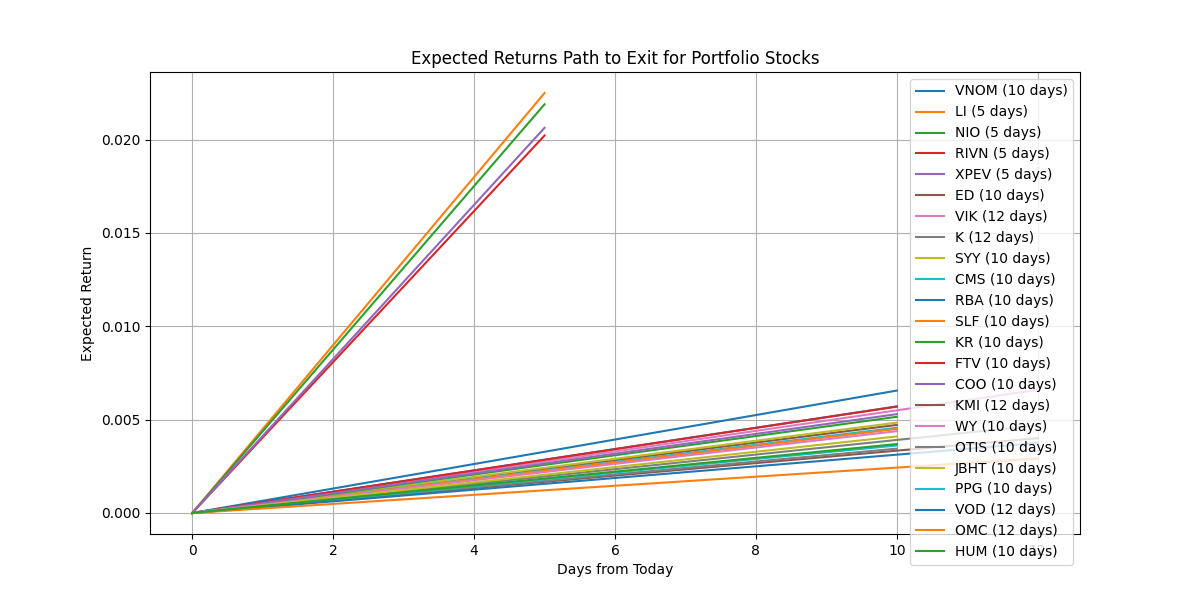 Expected Returns Path to Exit for Portfolio Stocks
Expected Return
0.020
0.015
0.010
0.005
0.000
0
2
4
6
8
10
Days from Today
VNOM (10 days)
LI (5 days)
NIO (5 days)
RIVN (5 days)
XPEV (5 days)
ED (10 days)
VIK (12 days)
K (12 days)
SYY (10 days)
CMS (10 days)
RBA (10 days)
SLF (10 days)
KR (10 days)
FTV (10 days)
COO (10 days)
KMI (12 days)
WY (10 days)
OTIS (10 days)
JBHT (10 days)
PPG (10 days)
VOD (12 days)
OMC (12 days)
HUM (10 days)